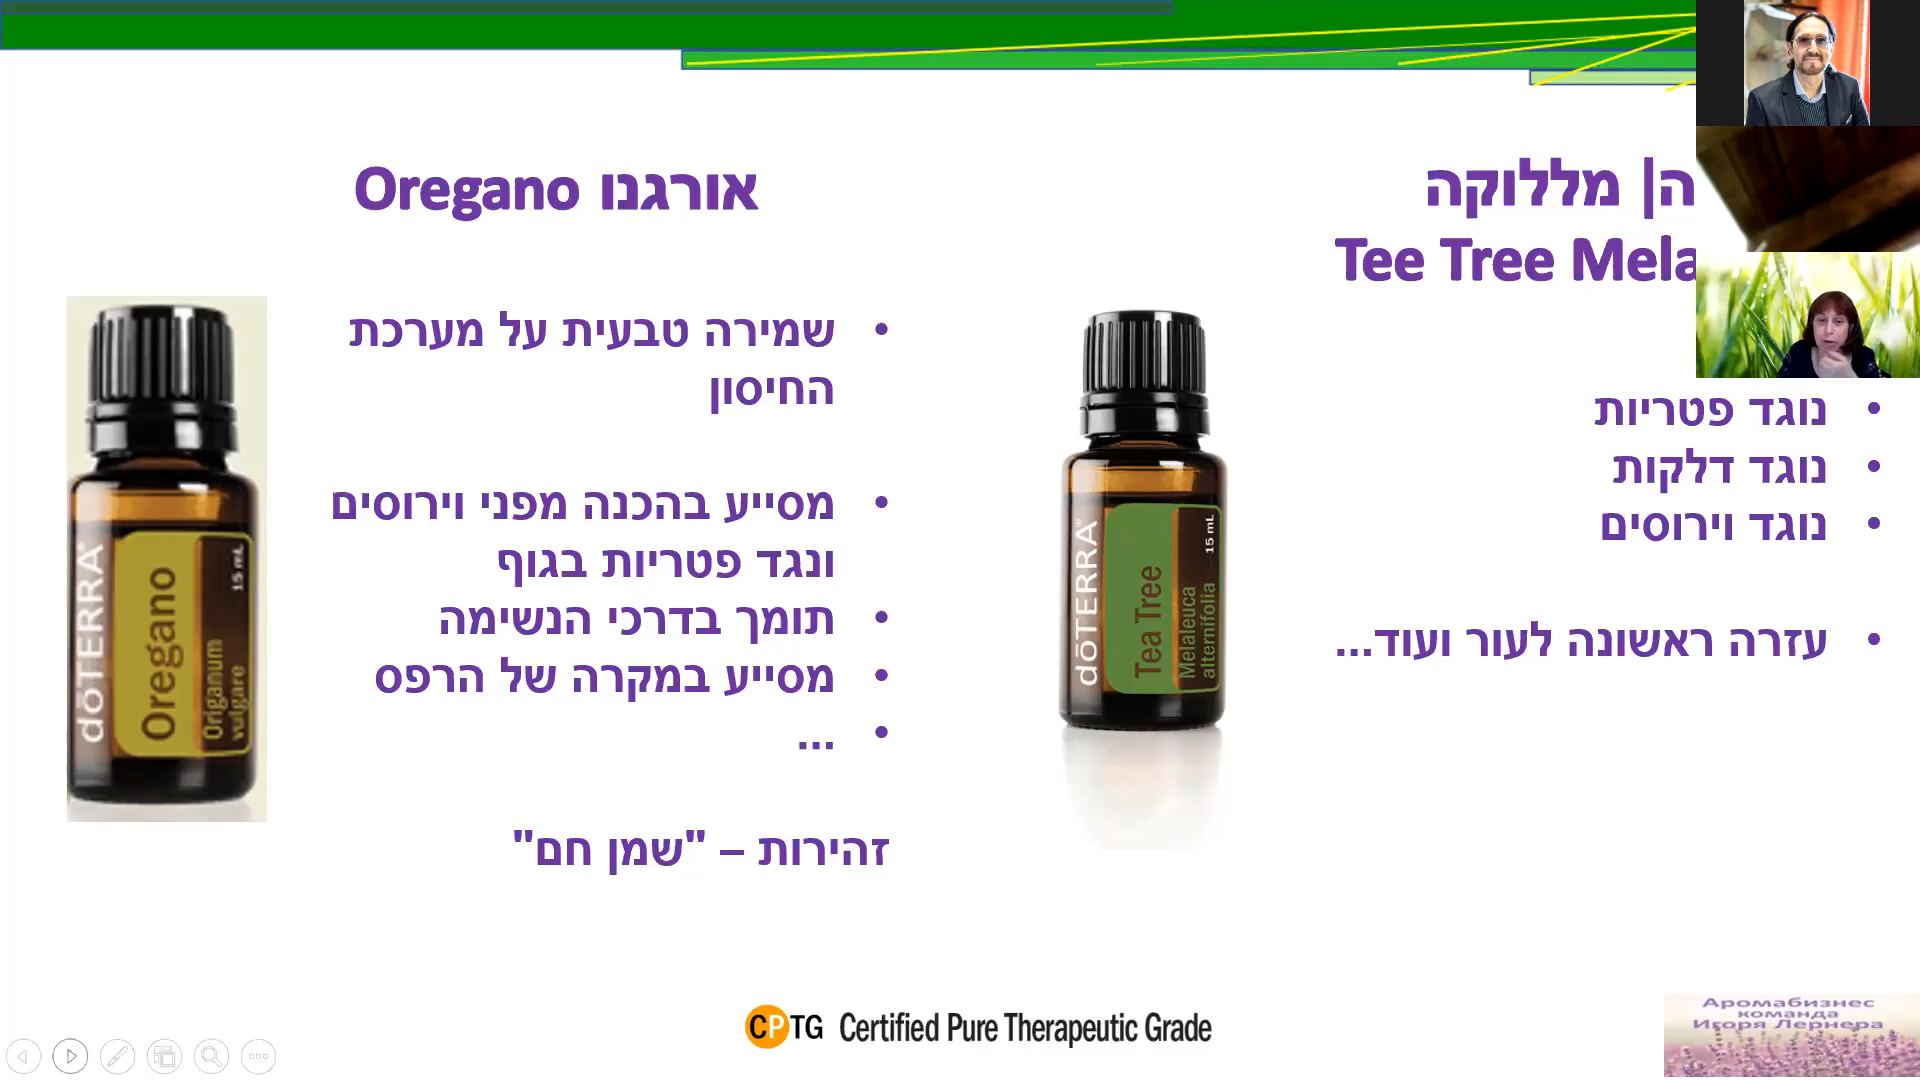 ה| מללוקה
Tee Tree Mela
נוגד פטריות
נוגד דלקות
נוגד וירוסים
עזרה ראשונה לעור ועוד...
dōTERRA
Tea Tree
Melaleuca
alternifolia
15 mL
אורגנו Oregano
שמירה טבעית על מערכת
החיסון
מסייע בהכנה מפני וירוסים
ונגד פטריות בגוף
תומך בדרכי הנשימה
מסייע במקרה של הרפס
...
זהירות – "שמן חם"
dōTERRA
Oregano
Origanum
vulgare
15 mL
CPTG Certified Pure Therapeutic Grade
Аромабизнес
команда
Игоря Лернера